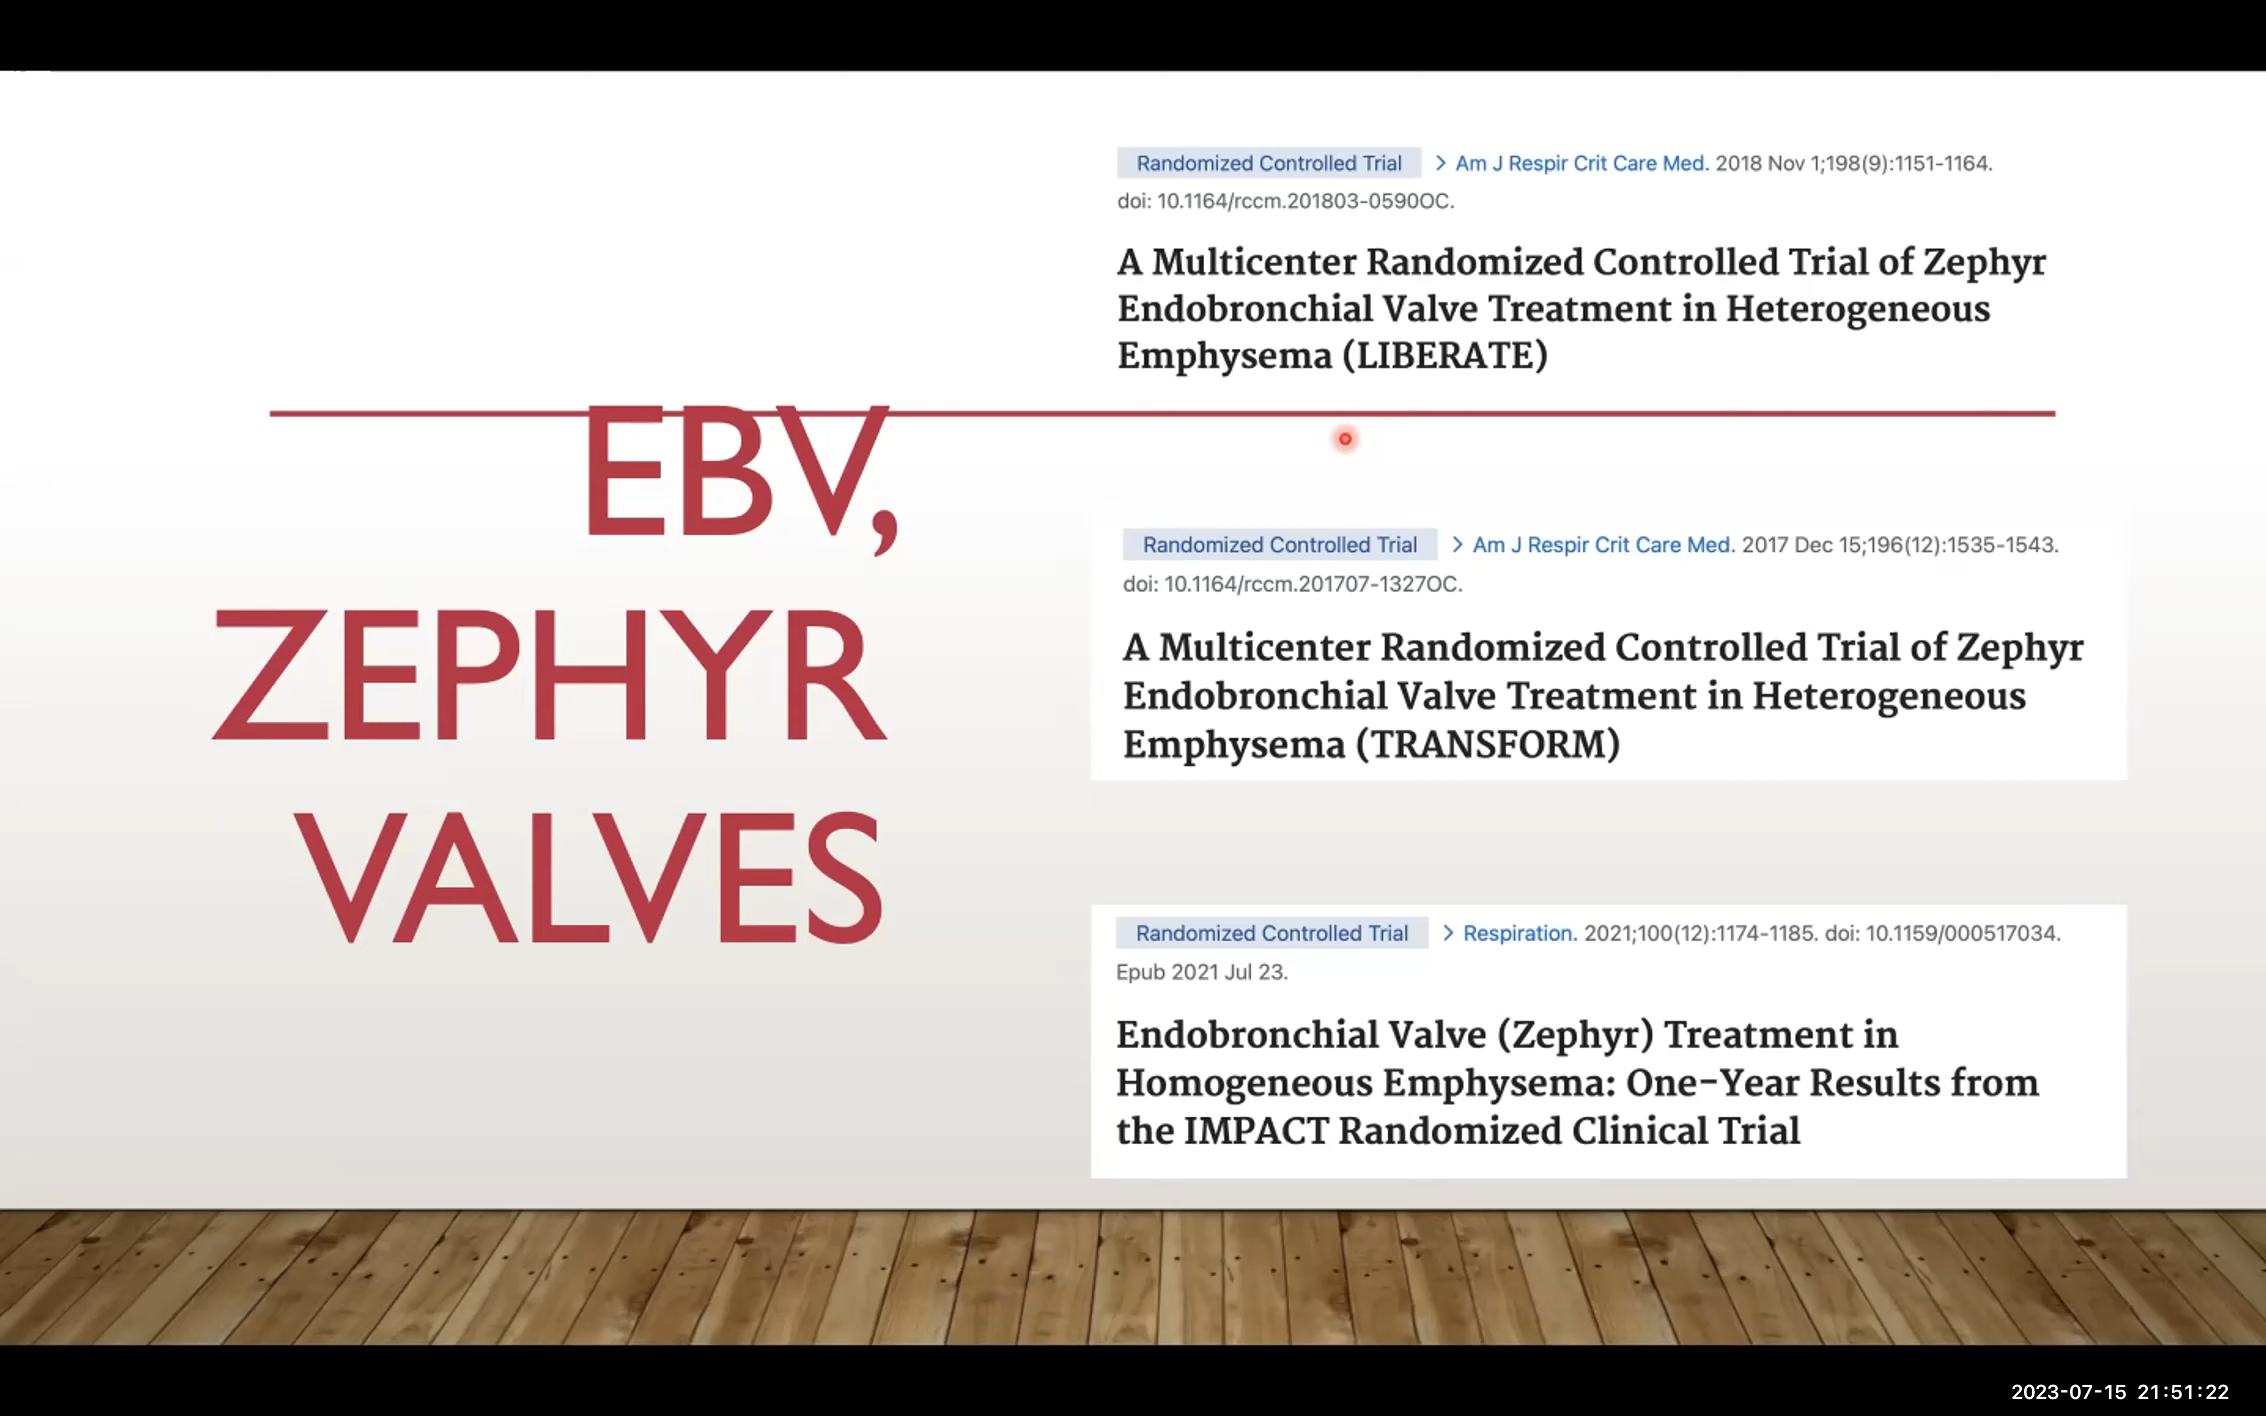 EBV,
ZEPHYR
VALVES
Randomized Controlled Trial > Am J Respir Crit Care Med. 2018 Nov 1;198(9):1151-1164.
doi: 10.1164/rccm.201803-0590OC.
A Multicenter Randomized Controlled Trial of Zephyr
Endobronchial Valve Treatment in Heterogeneous
Emphysema (LIBERATE)
Randomized Controlled Trial > Am J Respir Crit Care Med. 2017 Dec 15;196(12):1535-1543.
doi: 10.1164/rccm.201707-1327OC.
A Multicenter Randomized Controlled Trial of Zephyr
Endobronchial Valve Treatment in Heterogeneous
Emphysema (TRANSFORM)
Randomized Controlled Trial > Respiration. 2021;100(12):1174-1185. doi: 10.1159/000517034.
Epub 2021 Jul 23.
Endobronchial Valve (Zephyr) Treatment in
Homogeneous Emphysema: One-Year Results from
the IMPACT Randomized Clinical Trial
2023-07-15 21:51:22